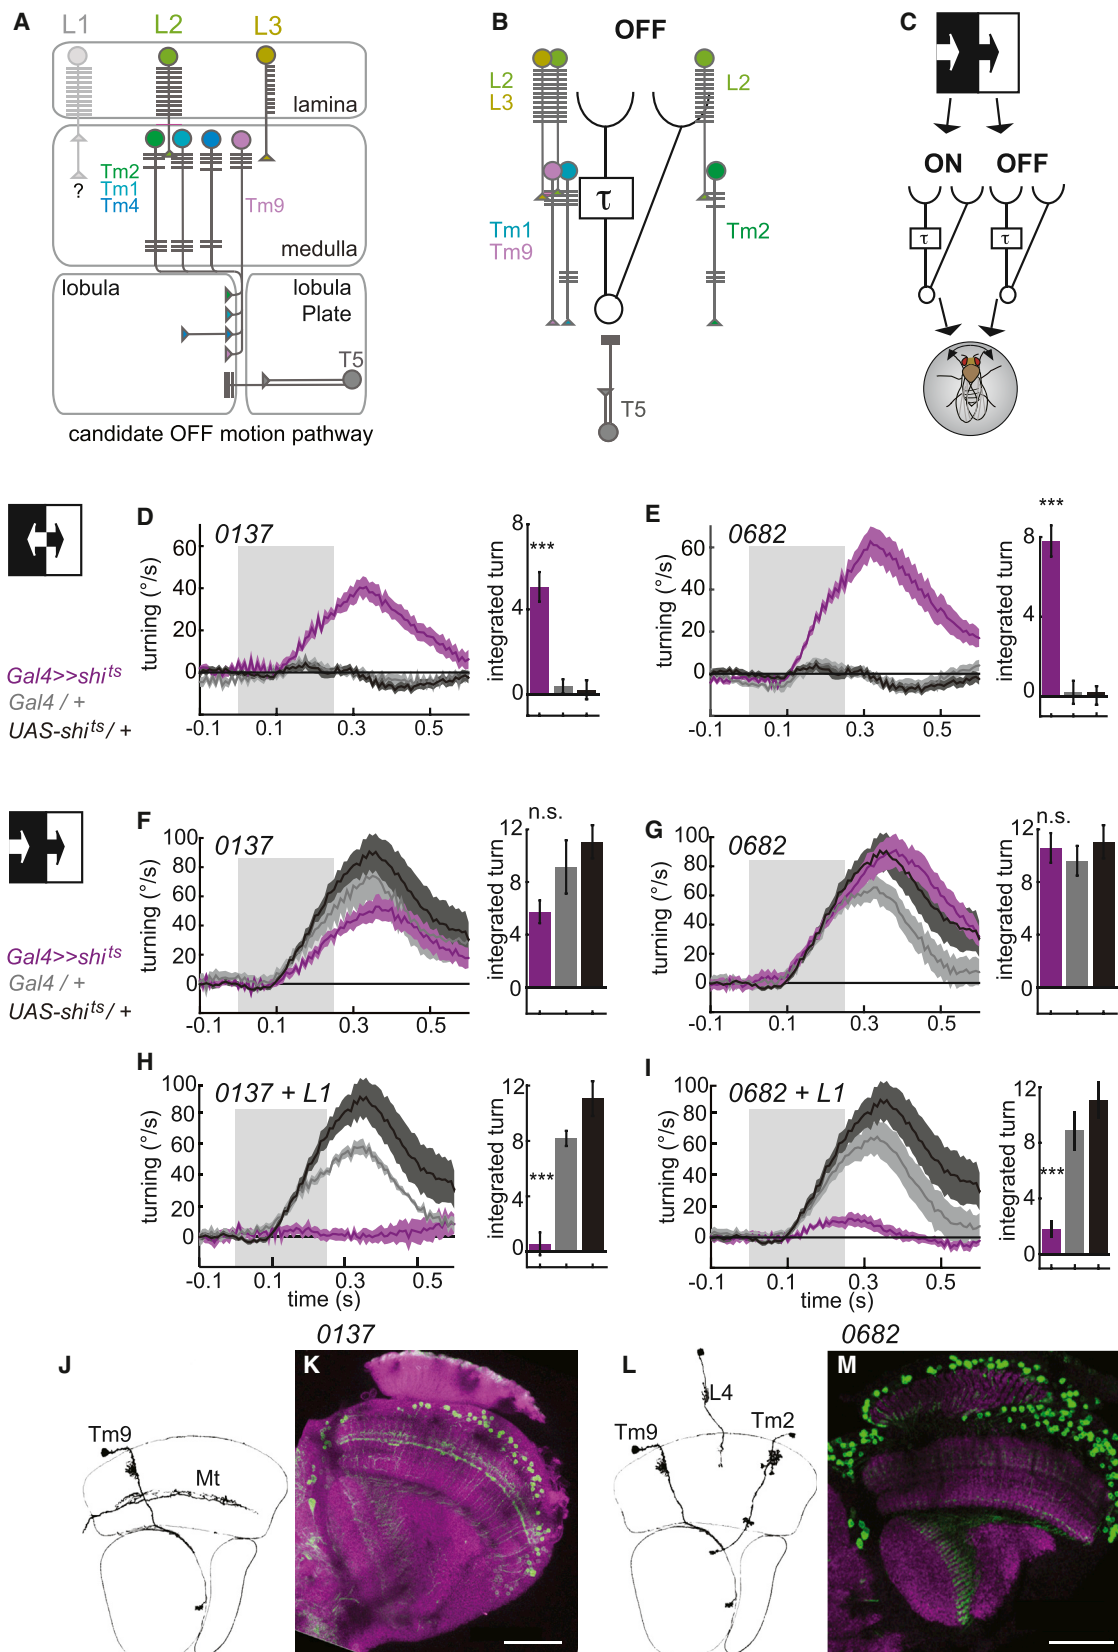 A
L1
L2
L3
lamina
Tm2
Tm1
Tm4
Tm9
?
medulla
lobula
lobula
Plate
T5
candidate OFF motion pathway
B
OFF
L2
L3
L2
τ
Tm1
Tm9
Tm2
T5
C
ON
OFF
τ
τ
D
0137
turning (°/s)
60
40
20
0
-0.1
0.1
0.3
0.5
integrated turn
8
4
0
***
E
0682
turning (°/s)
60
40
20
0
-0.1
0.1
0.3
0.5
integrated turn
8
4
0
***
Gal4>>shi^ts
Gal4 / +
UAS-shi^ts / +
F
0137
turning (°/s)
100
80
60
40
20
0
-0.1
0.1
0.3
0.5
integrated turn
12
8
4
0
n.s.
G
0682
turning (°/s)
100
80
60
40
20
0
-0.1
0.1
0.3
0.5
integrated turn
12
8
4
0
n.s.
Gal4>>shi^ts
Gal4 / +
UAS-shi^ts / +
H
0137 + L1
turning (°/s)
100
80
60
40
20
0
-0.1
0.1
0.3
0.5
time (s)
integrated turn
12
8
4
0
***
I
0682 + L1
turning (°/s)
100
80
60
40
20
0
-0.1
0.1
0.3
0.5
time (s)
integrated turn
12
8
4
0
***
0137
J
Tm9
Mt
K
0682
L
L4
Tm9
Tm2
M